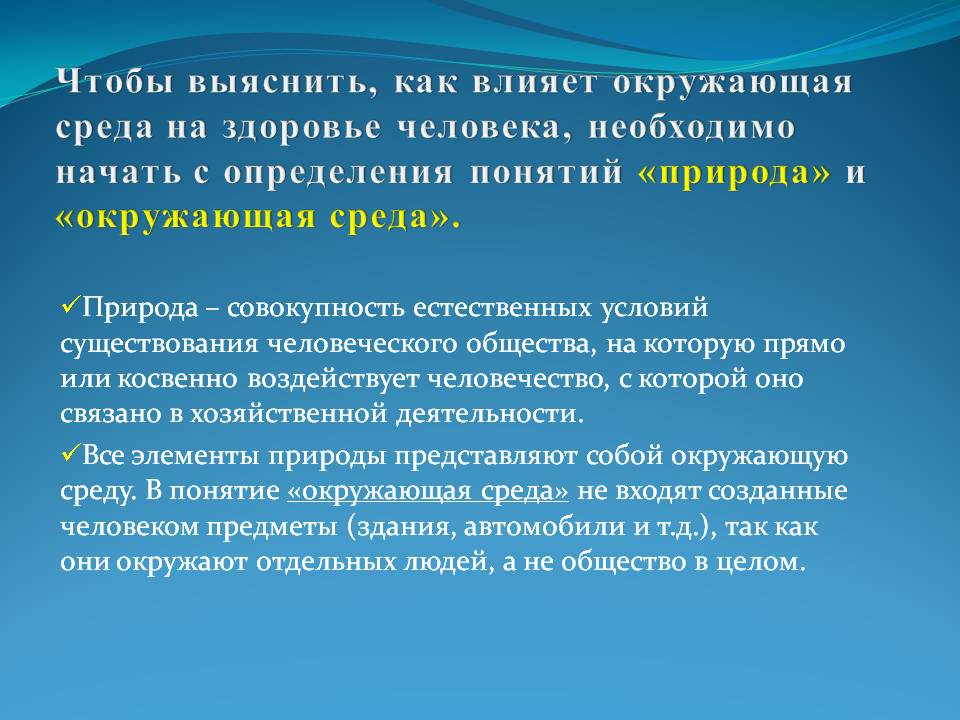 Чтобы выяснить, как влияет окружающая
среда на здоровье человека, необходимо
начать с определения понятий «природа» и
«окружающая среда».
✓Природа – совокупность естественных условий
существования человеческого общества, на которую прямо
или косвенно воздействует человечество, с которой оно
связано в хозяйственной деятельности.
✓Все элементы природы представляют собой окружающую
среду. В понятие «окружающая среда» не входят созданные
человеком предметы (здания, автомобили и т.д.), так как
они окружают отдельных людей, а не общество в целом.